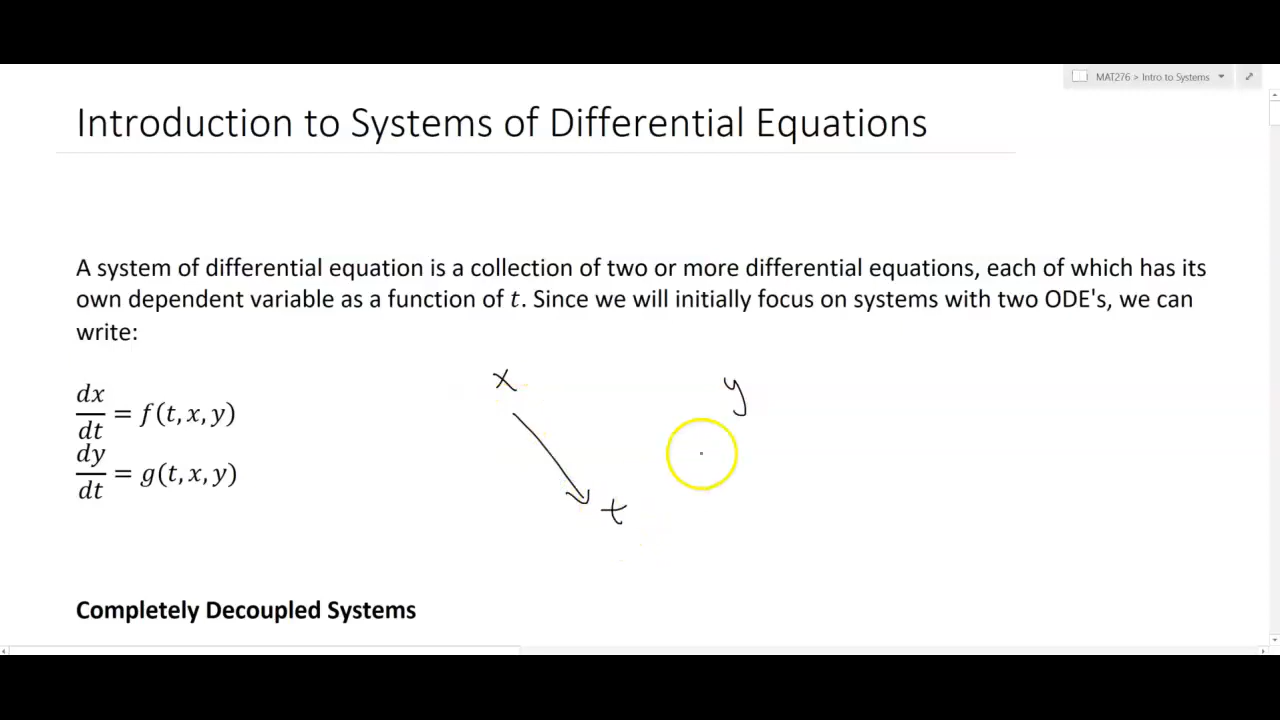 MAT276 > Intro to Systems
Introduction to Systems of Differential Equations
A system of differential equation is a collection of two or more differential equations, each of which has its
own dependent variable as a function of t. Since we will initially focus on systems with two ODE's, we can
write:
dx/dt = f(t, x, y)
dy/dt = g(t, x, y)
x
y
t
Completely Decoupled Systems